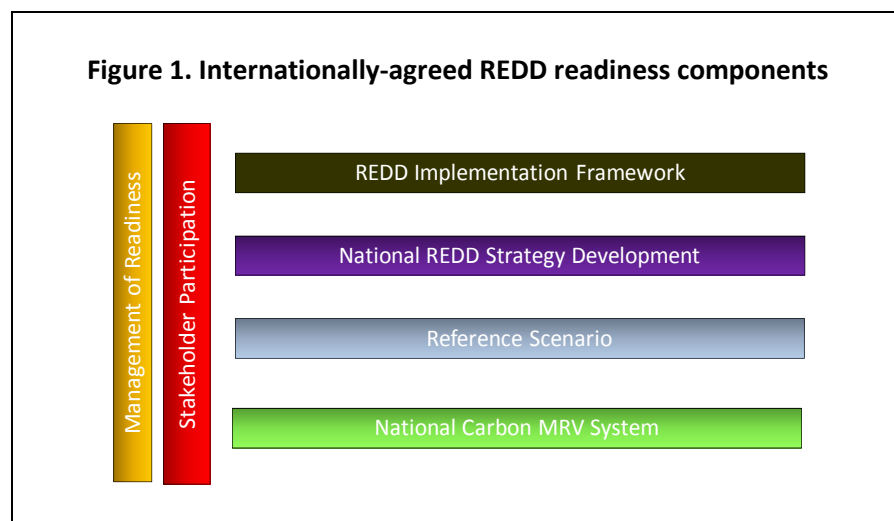 Figure 1. Internationally-agreed REDD readiness components
Management of Readiness
Stakeholder Participation
REDD Implementation Framework
National REDD Strategy Development
Reference Scenario
National Carbon MRV System